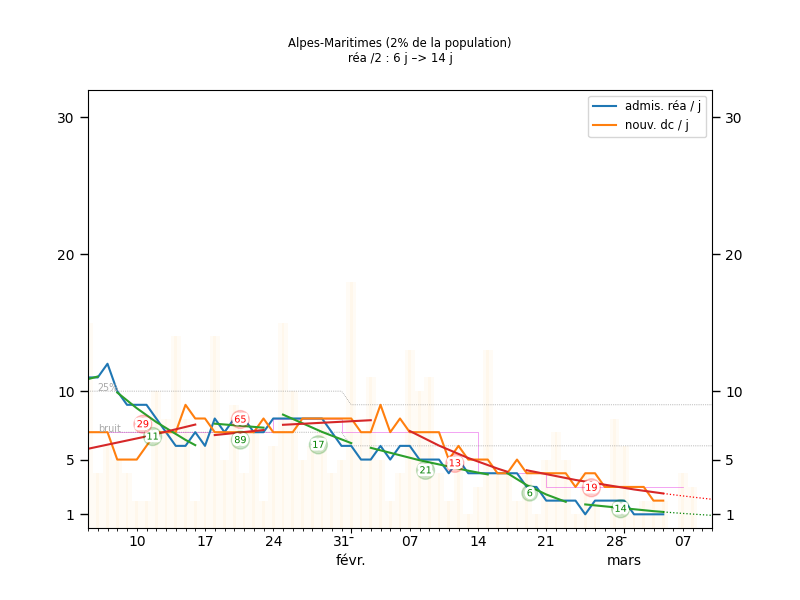 Alpes-Maritimes (2% de la population)
réa /2 : 6 j –> 14 j
admis. réa / j
nouv. dc / j
30 30
20 20
10 10
5 5
1 1
25%
bruit
29
11
65
89
17
21
13
6
19
14
10 17 24 31- 07 14 21 28- 07
févr. mars